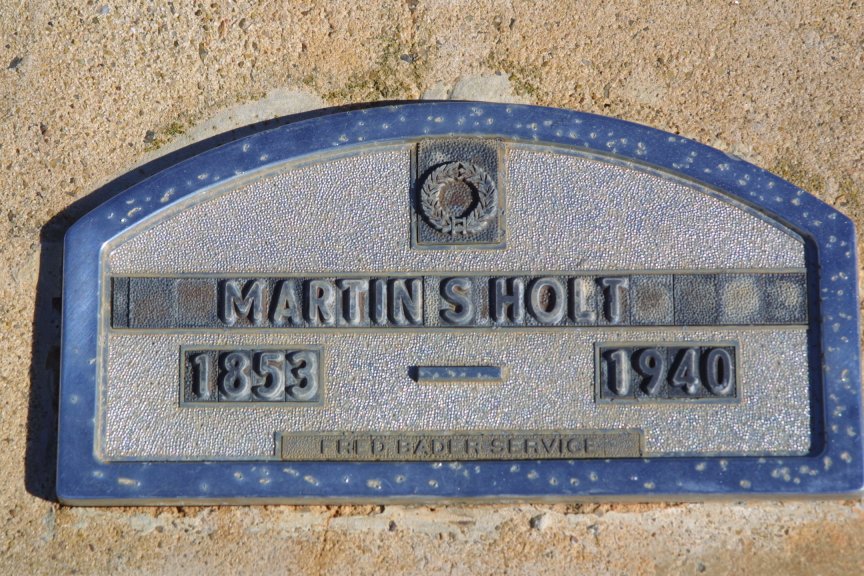 MARTIN S HOLT
1853 — 1940
FRED BADER SERVICE